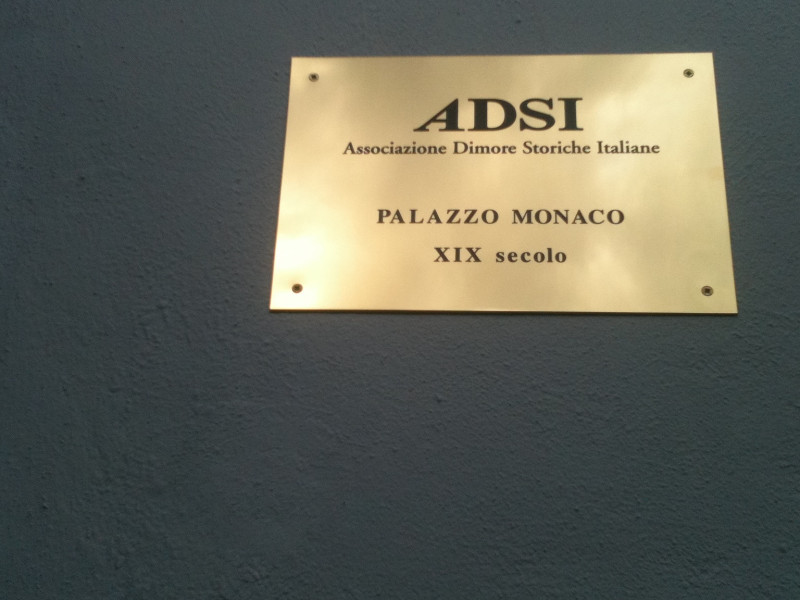 ADSI
Associazione Dimore Storiche Italiane
PALAZZO MONACO
XIX secolo